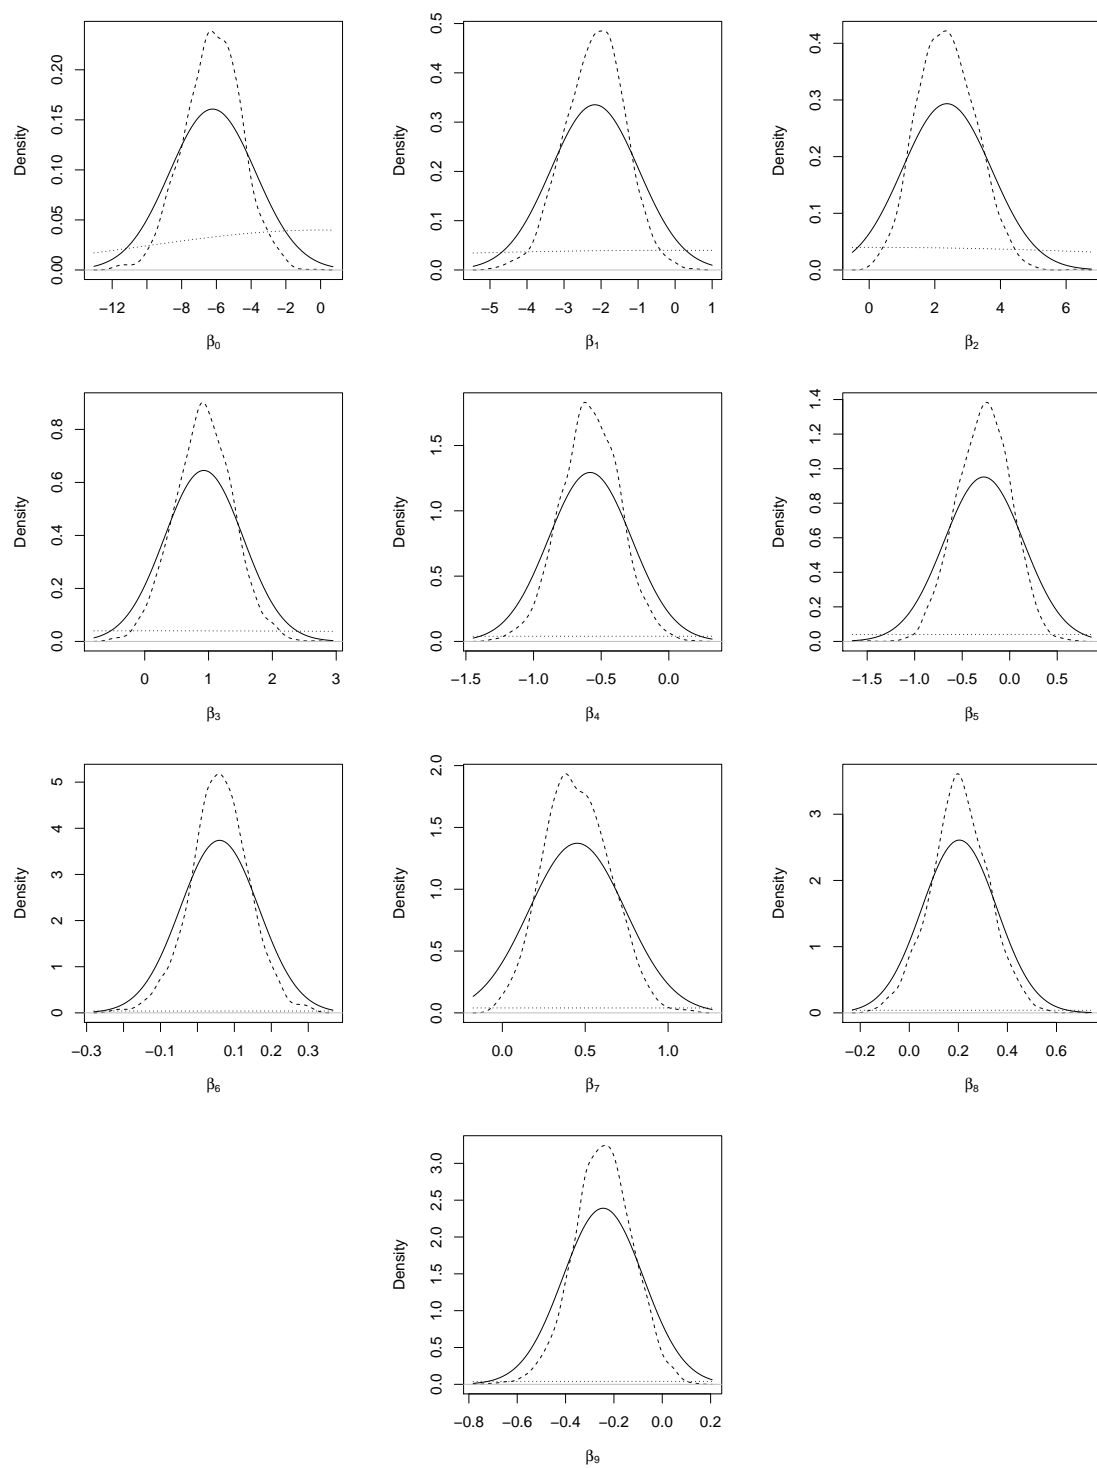 Density
0.00 0.05 0.10 0.15 0.20
−12 −8 −6 −4 −2 0
β0
Density
0.0 0.1 0.2 0.3 0.4 0.5
−5 −4 −3 −2 −1 0 1
β1
Density
0.0 0.1 0.2 0.3 0.4
0 2 4 6
β2
Density
0.0 0.2 0.4 0.6 0.8
0 1 2 3
β3
Density
0.0 0.5 1.0 1.5
−1.5 −1.0 −0.5 0.0
β4
Density
0.0 0.2 0.4 0.6 0.8 1.0 1.2 1.4
−1.5 −1.0 −0.5 0.0 0.5
β5
Density
0 1 2 3 4 5
−0.3 −0.1 0.1 0.2 0.3
β6
Density
0.0 0.5 1.0 1.5 2.0
0.0 0.5 1.0
β7
Density
0 1 2 3
−0.2 0.0 0.2 0.4 0.6
β8
Density
0.0 0.5 1.0 1.5 2.0 2.5 3.0
−0.8 −0.6 −0.4 −0.2 0.0 0.2
β9